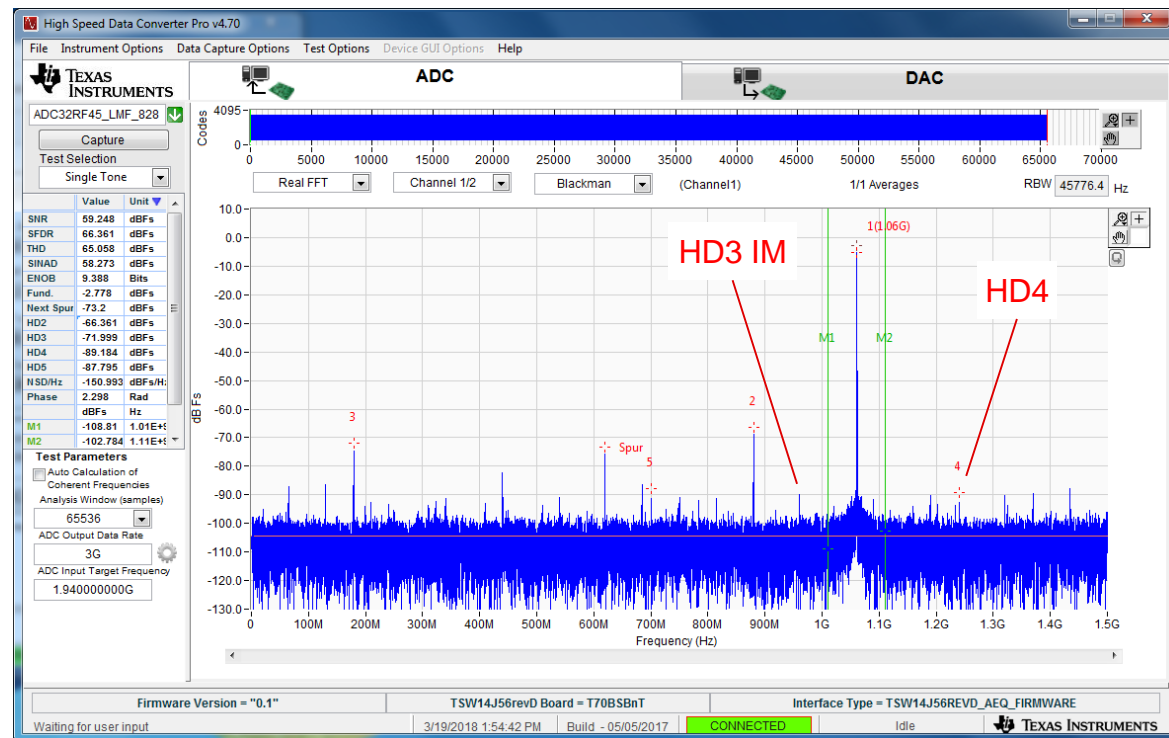 High Speed Data Converter Pro v4.70
File Instrument Options Data Capture Options Test Options Device GUI Options Help
TEXAS INSTRUMENTS
ADC
DAC
ADC32RF45_LMF_828
Capture
Test Selection
Single Tone
Codes
4095
0
0 5000 10000 15000 20000 25000 30000 35000 40000 45000 50000 55000 60000 65000 70000
Real FFT Channel 1/2 Blackman (Channel1) 1/1 Averages RBW 45776.4 Hz
Value Unit
SNR 59.248 dBFs
SFDR 66.361 dBFs
THD 65.058 dBFs
SINAD 58.273 dBFs
ENOB 9.388 Bits
Fund. -2.778 dBFs
Next Spur -73.2 dBFs
HD2 -66.361 dBFs
HD3 -71.999 dBFs
HD4 -89.184 dBFs
HD5 -87.795 dBFs
NSD/Hz -150.993 dBFs/H
Phase 2.298 Rad
dBFs Hz
M1 -108.81 1.01E+9
M2 -102.784 1.11E+9
Test Parameters
Auto Calculation of
Coherent Frequencies
Analysis Window (samples)
65536
ADC Output Data Rate
3G
ADC Input Target Frequency
1.940000000G
dB Fs
10.0
0.0
-10.0
-20.0
-30.0
-40.0
-50.0
-60.0
-70.0
-80.0
-90.0
-100.0
-110.0
-120.0
-130.0
1(1.06G)
HD3 IM
HD4
M1
M2
2
3
Spur
5
4
0 100M 200M 300M 400M 500M 600M 700M 800M 900M 1G 1.1G 1.2G 1.3G 1.4G 1.5G
Frequency (Hz)
Firmware Version = "0.1" TSW14J56revD Board = T70BSBnT Interface Type = TSW14J56REVD_AEQ_FIRMWARE
Waiting for user input 3/19/2018 1:54:42 PM Build - 05/05/2017 CONNECTED Idle TEXAS INSTRUMENTS